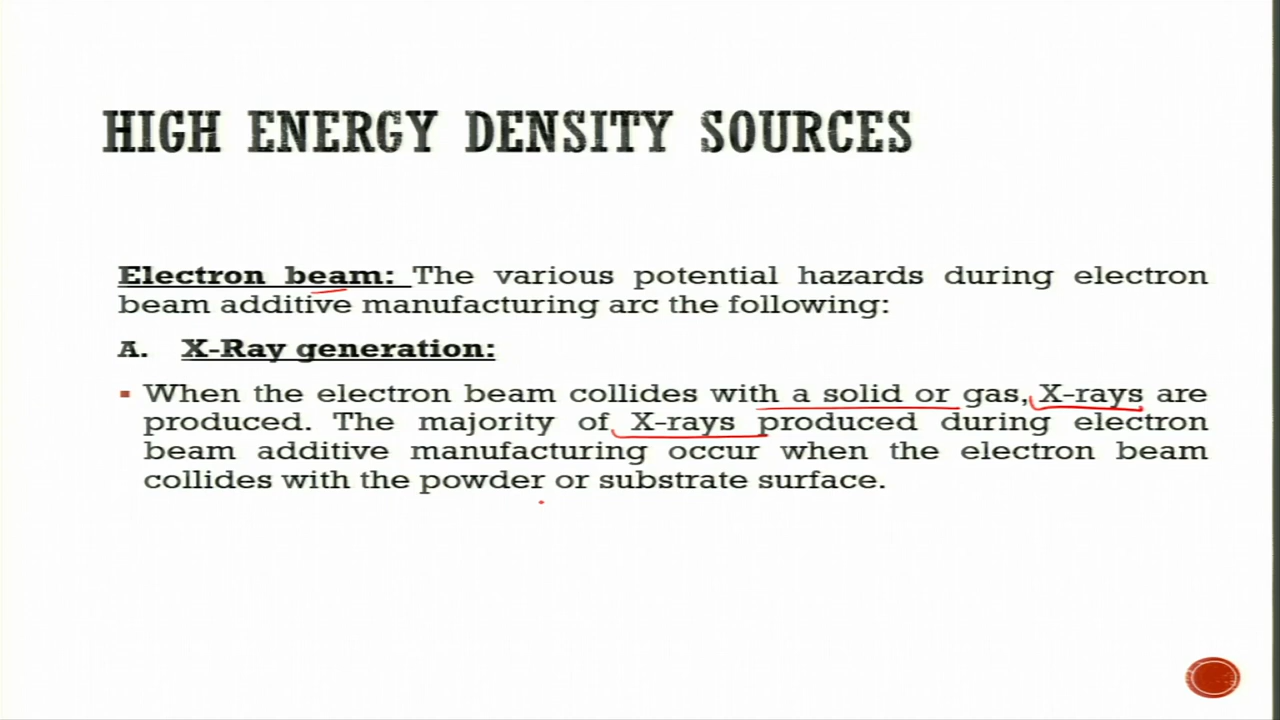 HIGH ENERGY DENSITY SOURCES
Electron beam: The various potential hazards during electron
beam additive manufacturing arc the following:
A. X-Ray generation:
▪ When the electron beam collides with a solid or gas, X-rays are
produced. The majority of X-rays produced during electron
beam additive manufacturing occur when the electron beam
collides with the powder or substrate surface.